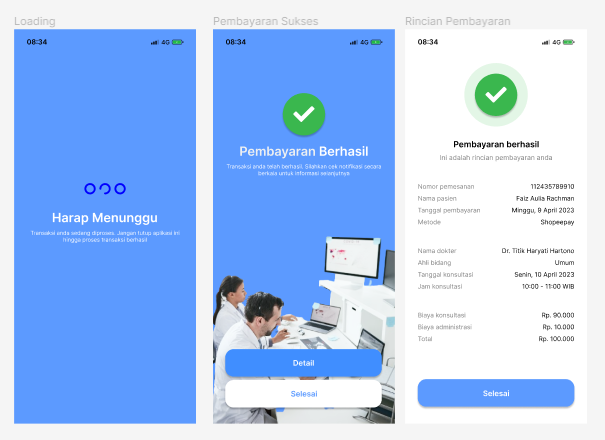 Loading
08:34
4G
Harap Menunggu
Transaksi anda sedang diproses. Jangan tutup aplikasi ini
hingga proses transaksi berhasil
Pembayaran Sukses
08:34
4G
Pembayaran Berhasil
Transaksi anda telah berhasil. Silahkan cek notifikasi secara
berkala untuk informasi selanjutnya
Detail
Selesai
Rincian Pembayaran
08:34
4G
Pembayaran berhasil
ini adalah rincian pembayaran anda
Nomor pemesanan 112435789910
Nama pasien Faiz Aulia Rachman
Tanggal pembayaran Minggu, 9 April 2023
Metode Shopeepay
Nama dokter Dr. Titik Haryati Hartono
Ahli bidang Umum
Tanggal konsultasi Senin, 10 April 2023
Jam konsultasi 10:00 - 11:00 WIB
Biaya konsultasi Rp. 90.000
Biaya administrasi Rp. 10.000
Total Rp. 100.000
Selesai